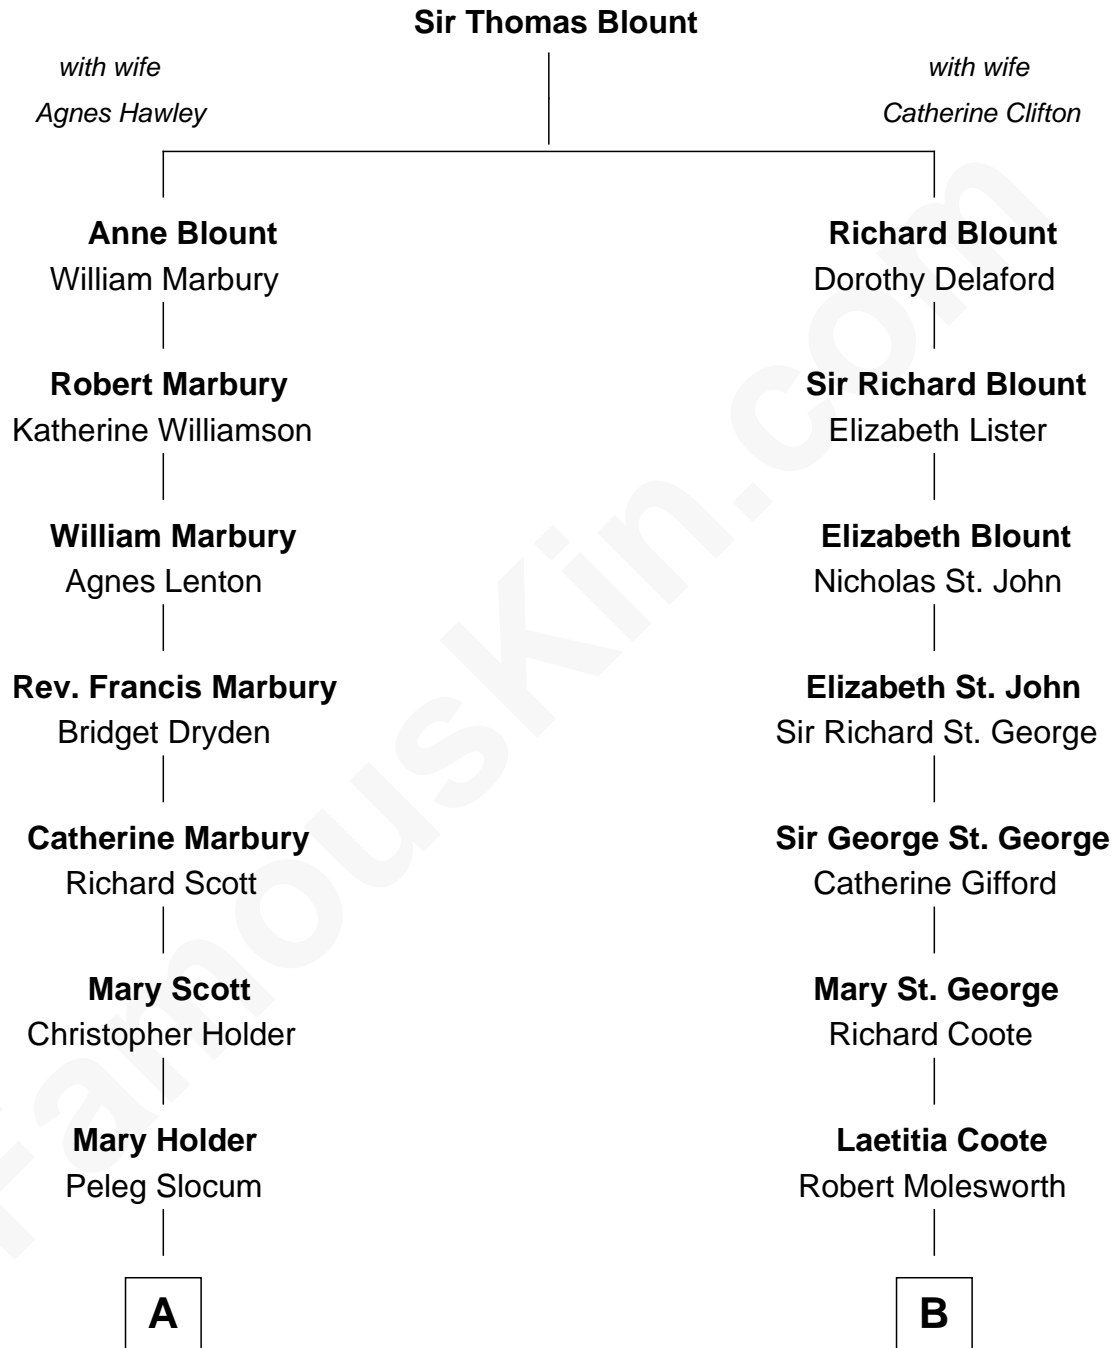 Sir Thomas Blount
with wife
Agnes Hawley
with wife
Catherine Clifton
Anne Blount
William Marbury
Richard Blount
Dorothy Delaford
Robert Marbury
Katherine Williamson
Sir Richard Blount
Elizabeth Lister
William Marbury
Agnes Lenton
Elizabeth Blount
Nicholas St. John
Rev. Francis Marbury
Bridget Dryden
Elizabeth St. John
Sir Richard St. George
Catherine Marbury
Richard Scott
Sir George St. George
Catherine Gifford
Mary Scott
Christopher Holder
Mary St. George
Richard Coote
Mary Holder
Peleg Slocum
Laetitia Coote
Robert Molesworth
A
B
FamousKin.com